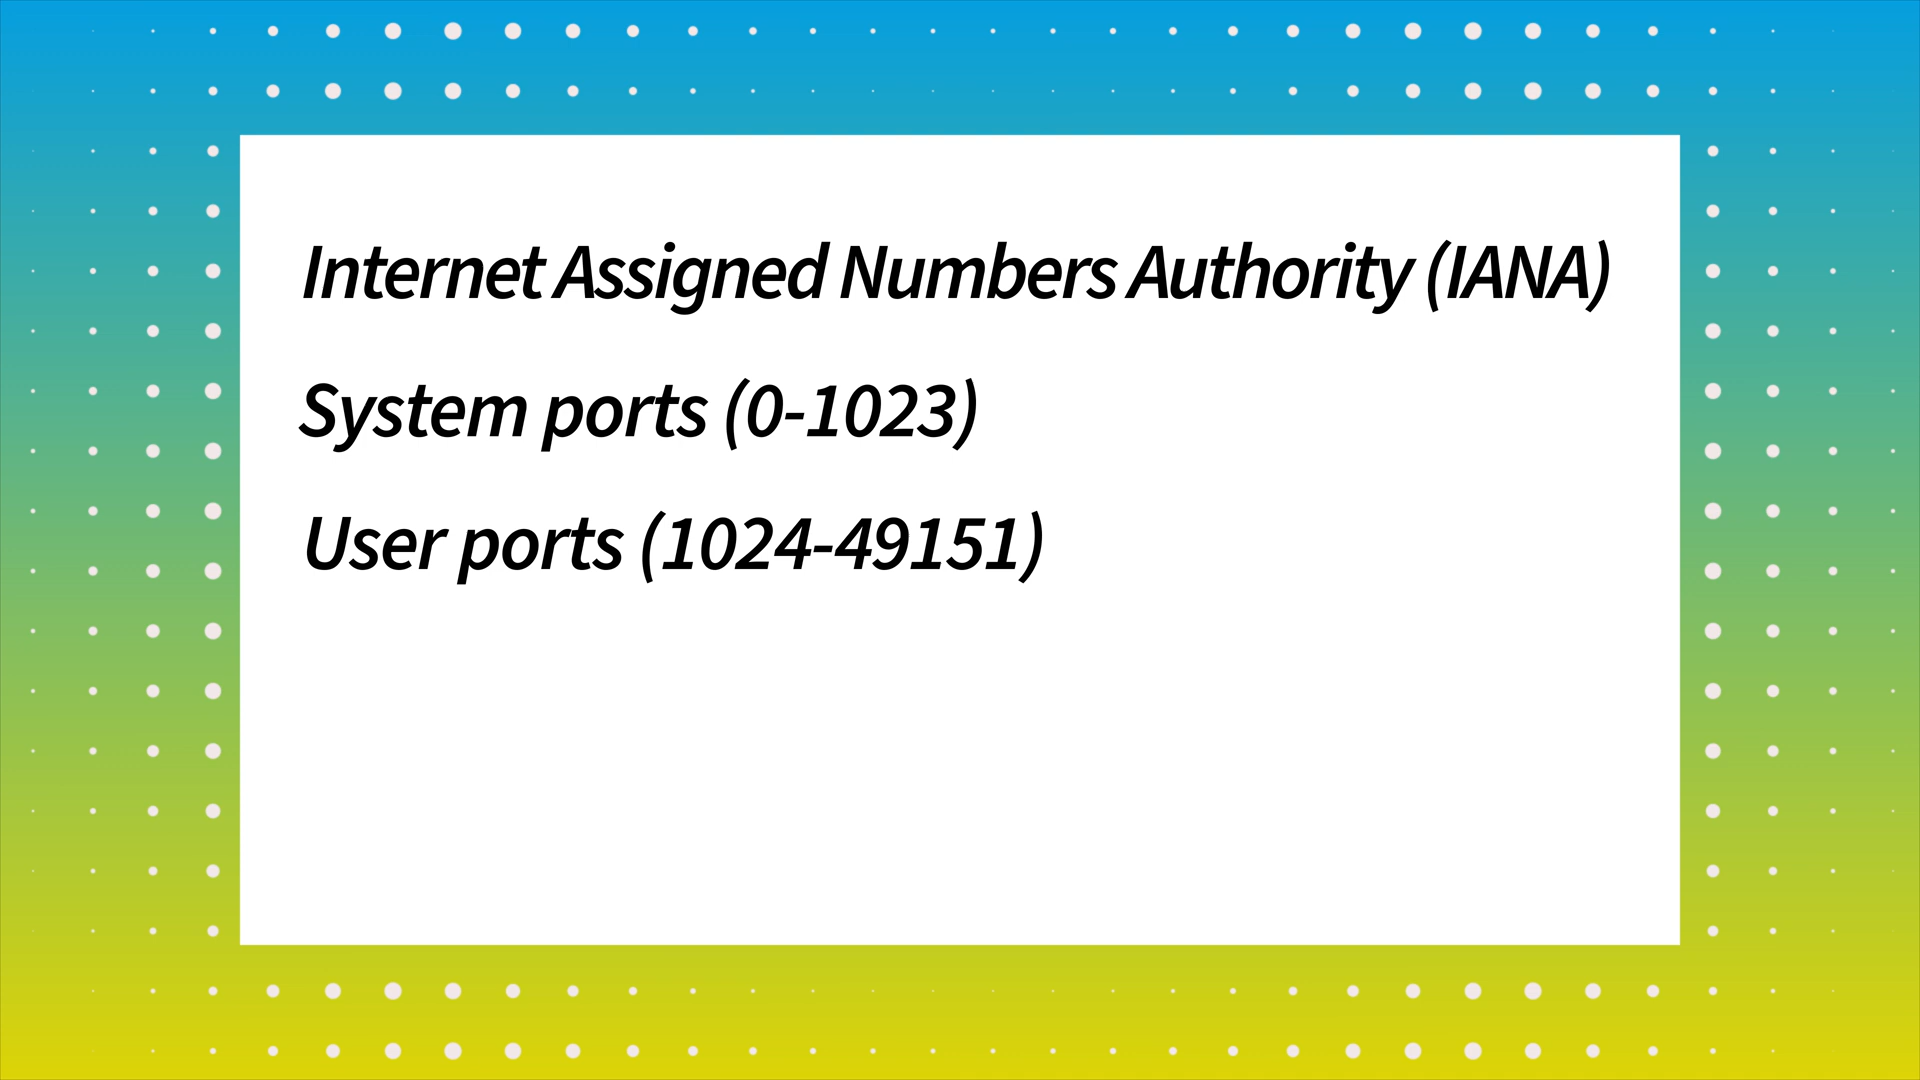 Internet Assigned Numbers Authority (IANA)
System ports (0-1023)
User ports (1024-49151)